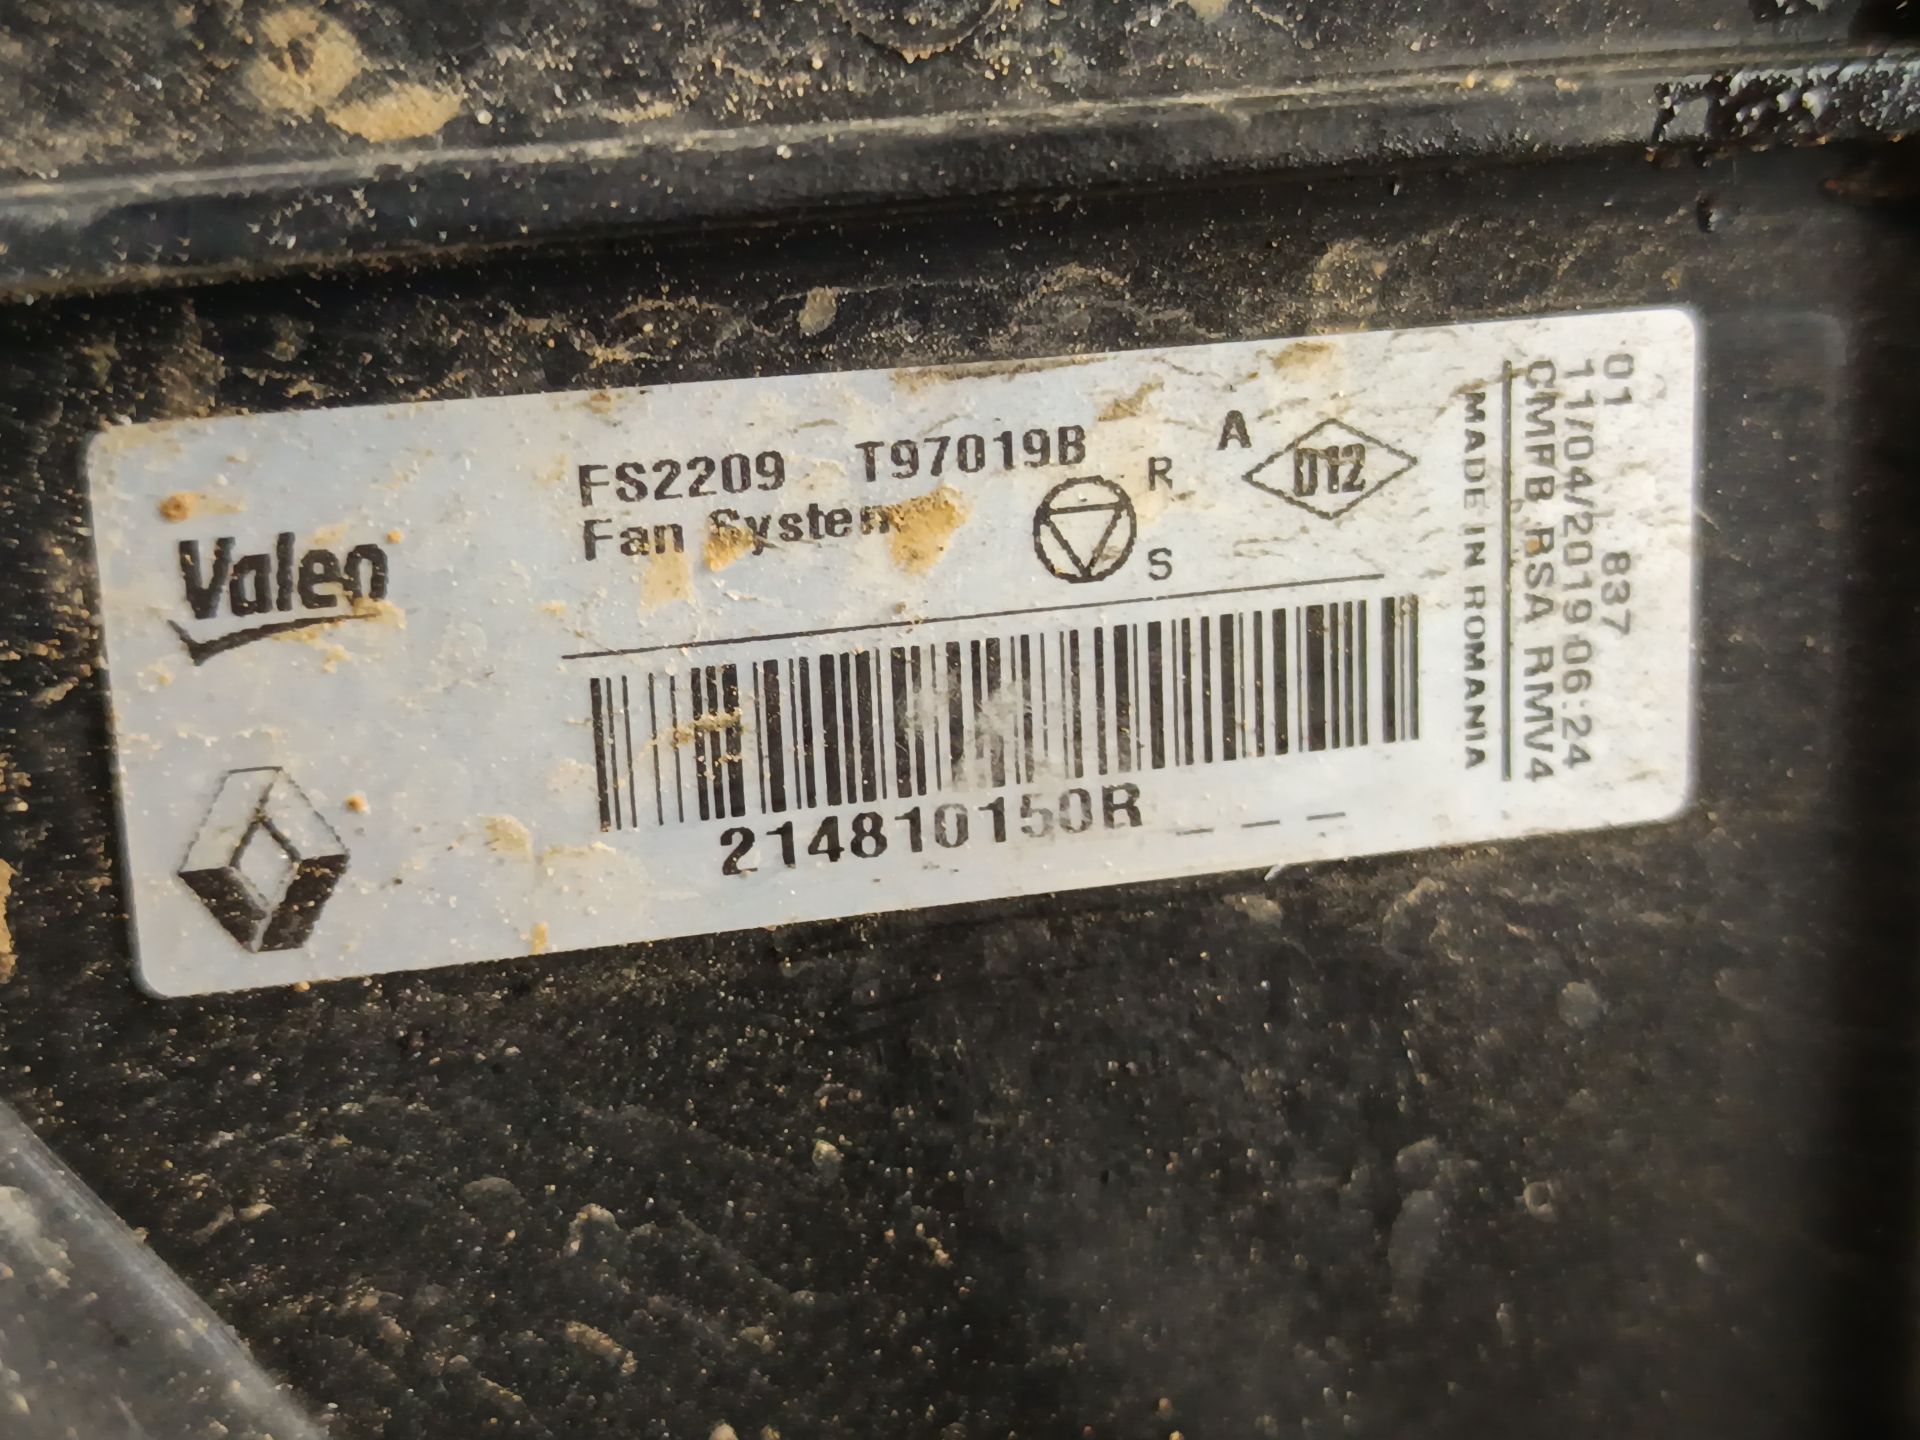 Valeo
FS2209 T97019B
Fan System
R
S
A
D12
214810150R _ _ _
MADE IN ROMANIA
CMFB RSA RMV4
11/04/2019 06:24
01 837